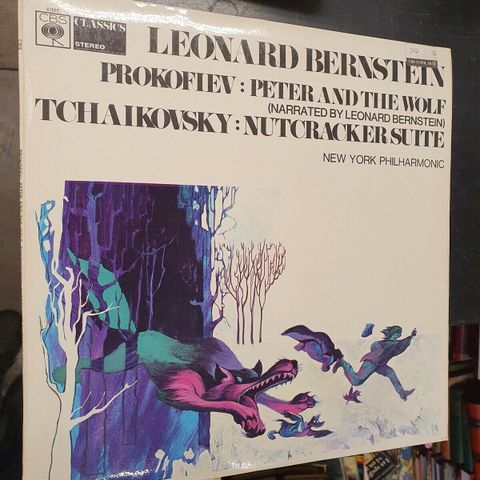 CBS
CLASSICS
STEREO
LEONARD BERNSTEIN
PROKOFIEV: PETER AND THE WOLF
(NARRATED BY LEONARD BERNSTEIN)
TCHAIKOVSKY: NUTCRACKER SUITE
NEW YORK PHILHARMONIC